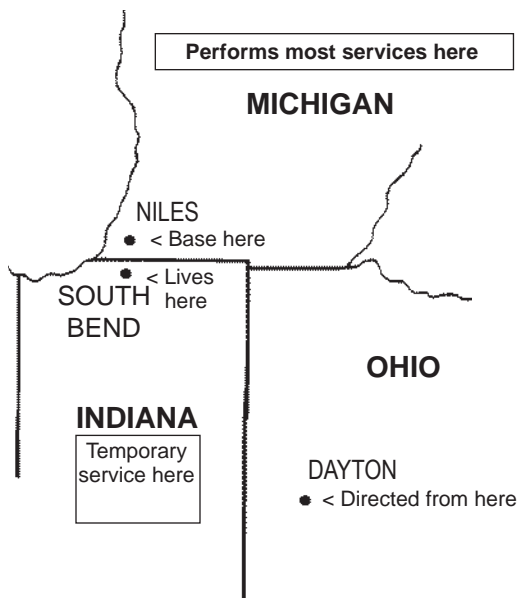 Performs most services here
MICHIGAN
NILES
< Base here
< Lives
here
SOUTH
BEND
OHIO
INDIANA
Temporary
service here
DAYTON
< Directed from here